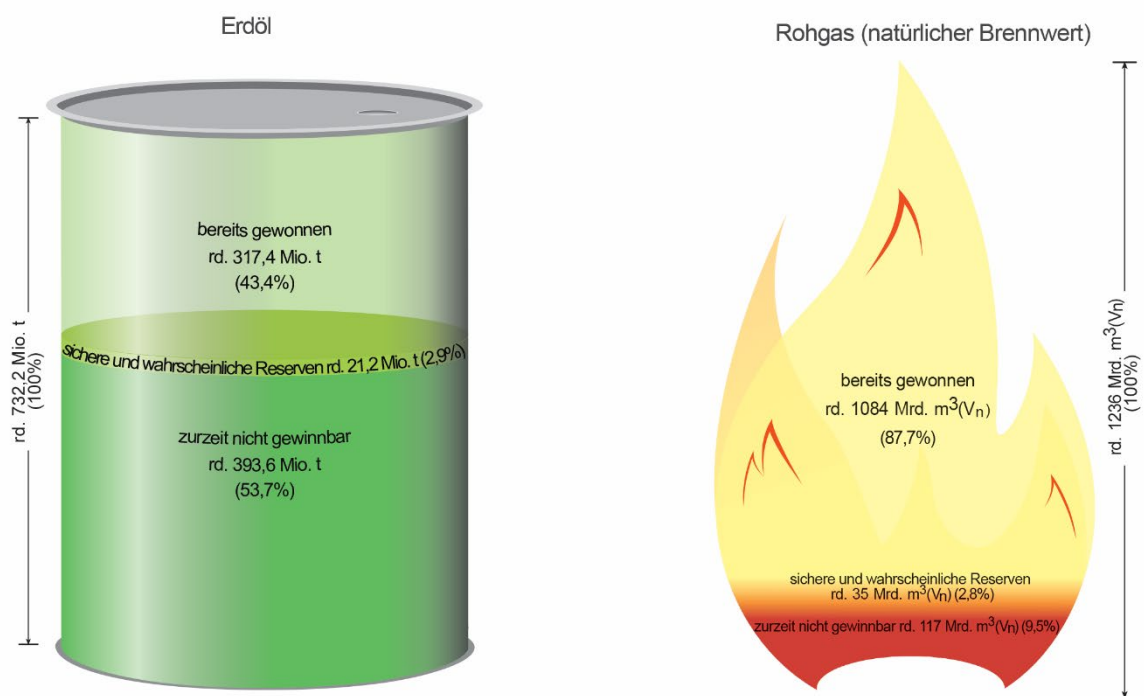 Erdöl
rd. 732,2 Mio. t
(100%)
bereits gewonnen
rd. 317,4 Mio. t
(43,4%)
sichere und wahrscheinliche Reserven rd. 21,2 Mio. t (2,9%)
zurzeit nicht gewinnbar
rd. 393,6 Mio. t
(53,7%)
Rohgas (natürlicher Brennwert)
bereits gewonnen
rd. 1084 Mrd. m³(Vₙ)
(87,7%)
sichere und wahrscheinliche Reserven
rd. 35 Mrd. m³(Vₙ) (2,8%)
zurzeit nicht gewinnbar rd. 117 Mrd. m³(Vₙ) (9,5%)
rd. 1236 Mrd. m³(Vₙ)
(100%)